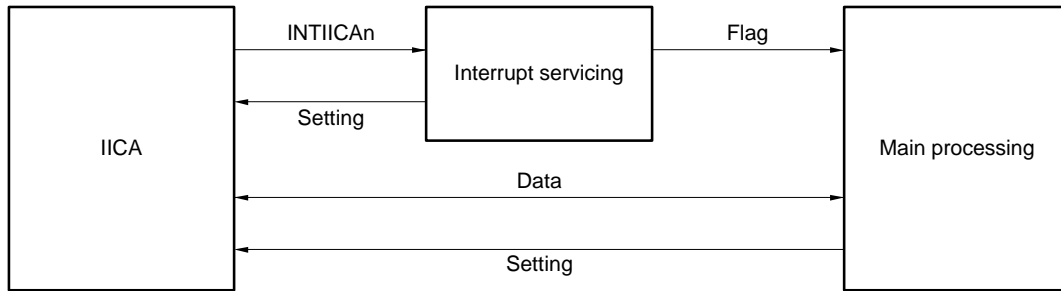 INTIICAn
Flag
Interrupt servicing
Setting
IICA
Main processing
Data
Setting